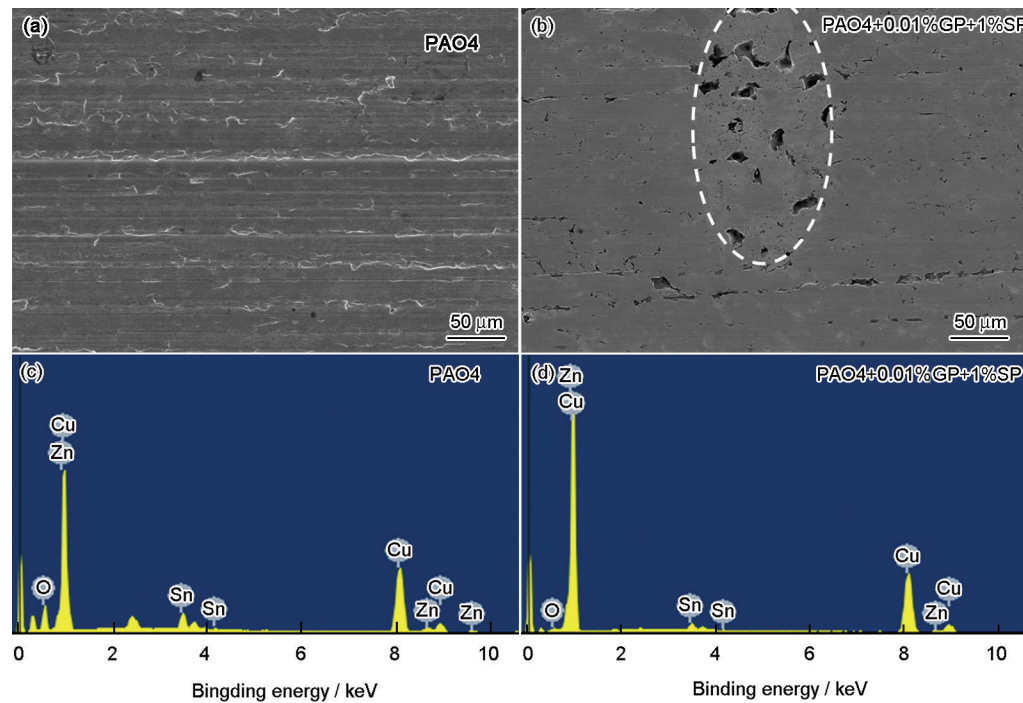 (a)
PAO4
50 μm
(b)
PAO4+0.01%GP+1%SP
50 μm
(c)
PAO4
Cu
Zn
O
Sn
Sn
Cu
Cu
Zn
Zn
0 2 4 6 8 10
Bingding energy / keV
(d)
PAO4+0.01%GP+1%SP
Zn
Cu
O
Sn
Sn
Cu
Cu
Zn
0 2 4 6 8 10
Binding energy / keV